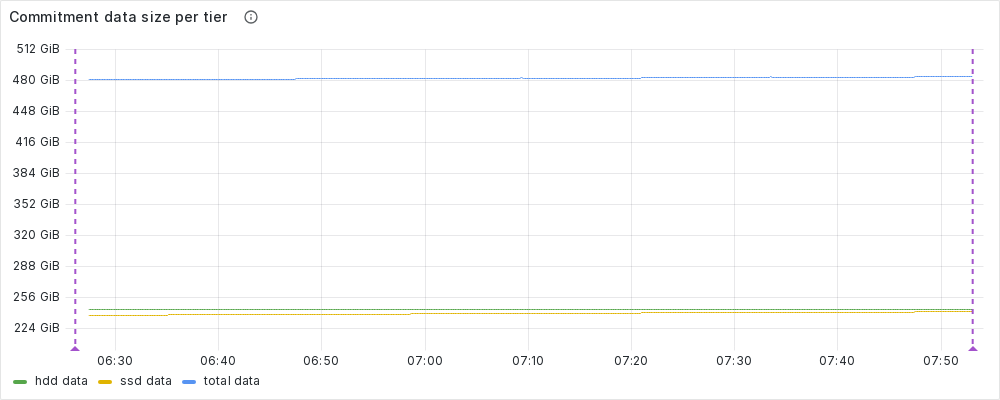 Commitment data size per tier
512 GiB
480 GiB
448 GiB
416 GiB
384 GiB
352 GiB
320 GiB
288 GiB
256 GiB
224 GiB
06:30 06:40 06:50 07:00 07:10 07:20 07:30 07:40 07:50
hdd data ssd data total data